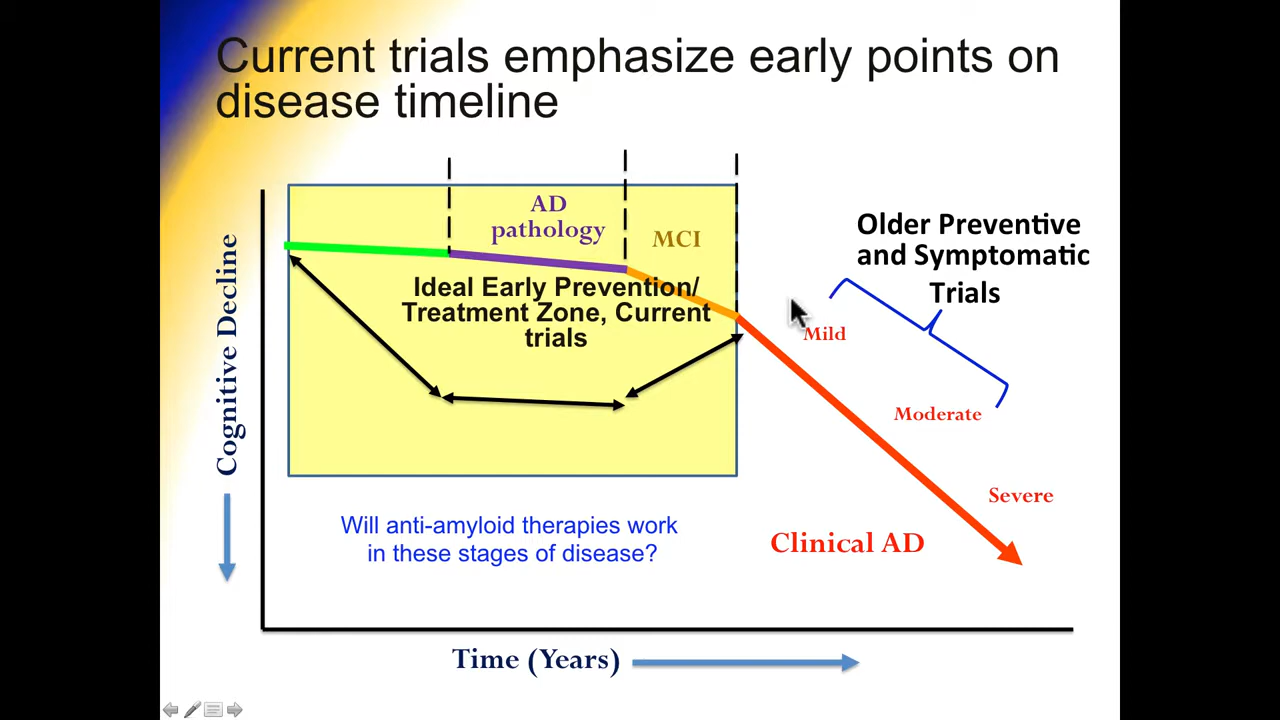 Current trials emphasize early points on
disease timeline
AD
pathology
MCI
Older Preventive
and Symptomatic
Trials
Ideal Early Prevention/
Treatment Zone, Current
trials
Mild
Moderate
Severe
Cognitive Decline
Will anti-amyloid therapies work
in these stages of disease?
Clinical AD
Time (Years)